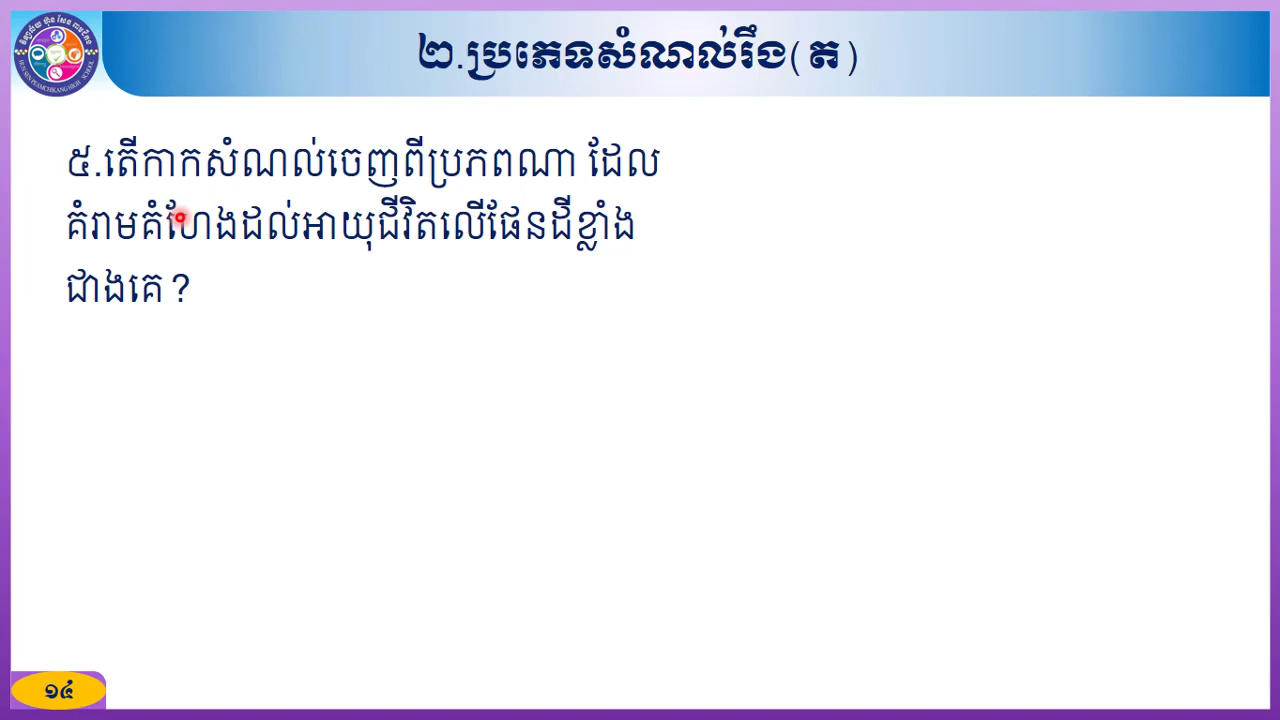 ២.ប្រភេទសំណល់រឹង(ត)
៥.តើកាកសំណល់ចេញពីប្រភពណា ដែល
គំរាមគំហែងដល់អាយុជីវិតលើផែនដីខ្លាំង
ជាងគេ?
១៤